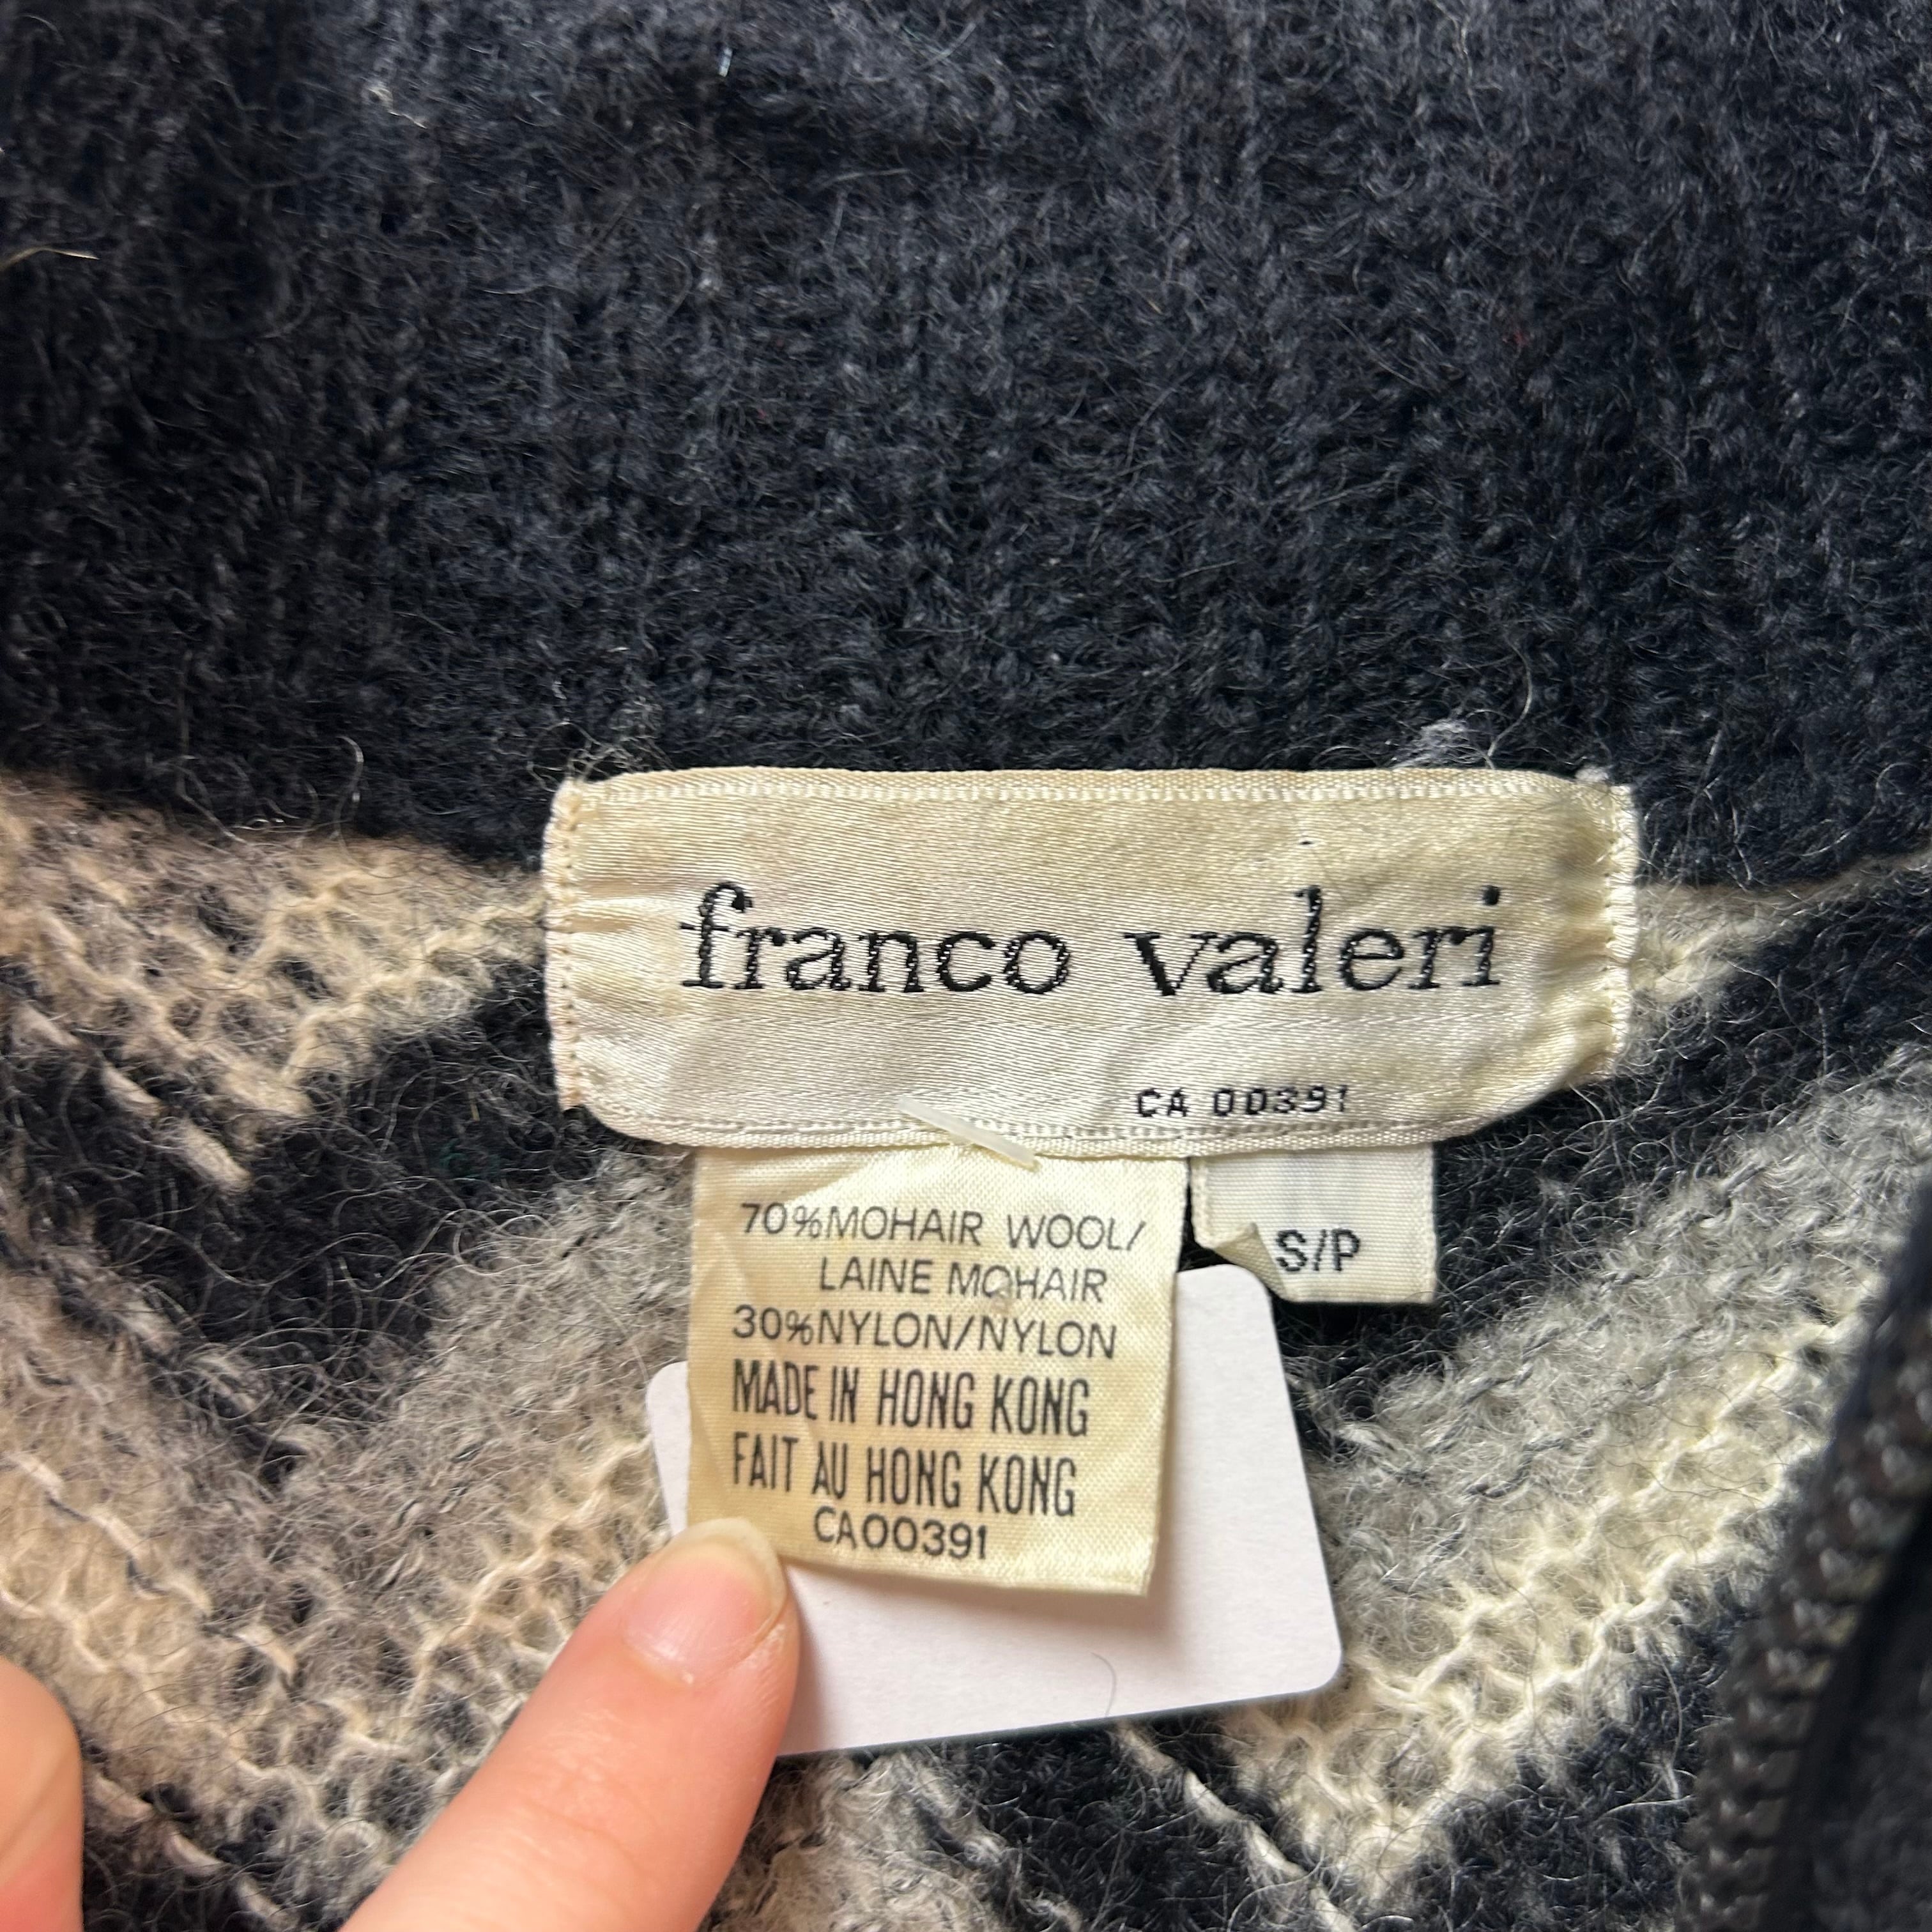 franco valeri
CA 00391
70%MOHAIR WOOL/
LAINE MOHAIR
30%NYLON/NYLON
MADE IN HONG KONG
FAIT AU HONG KONG
CA00391
S/P